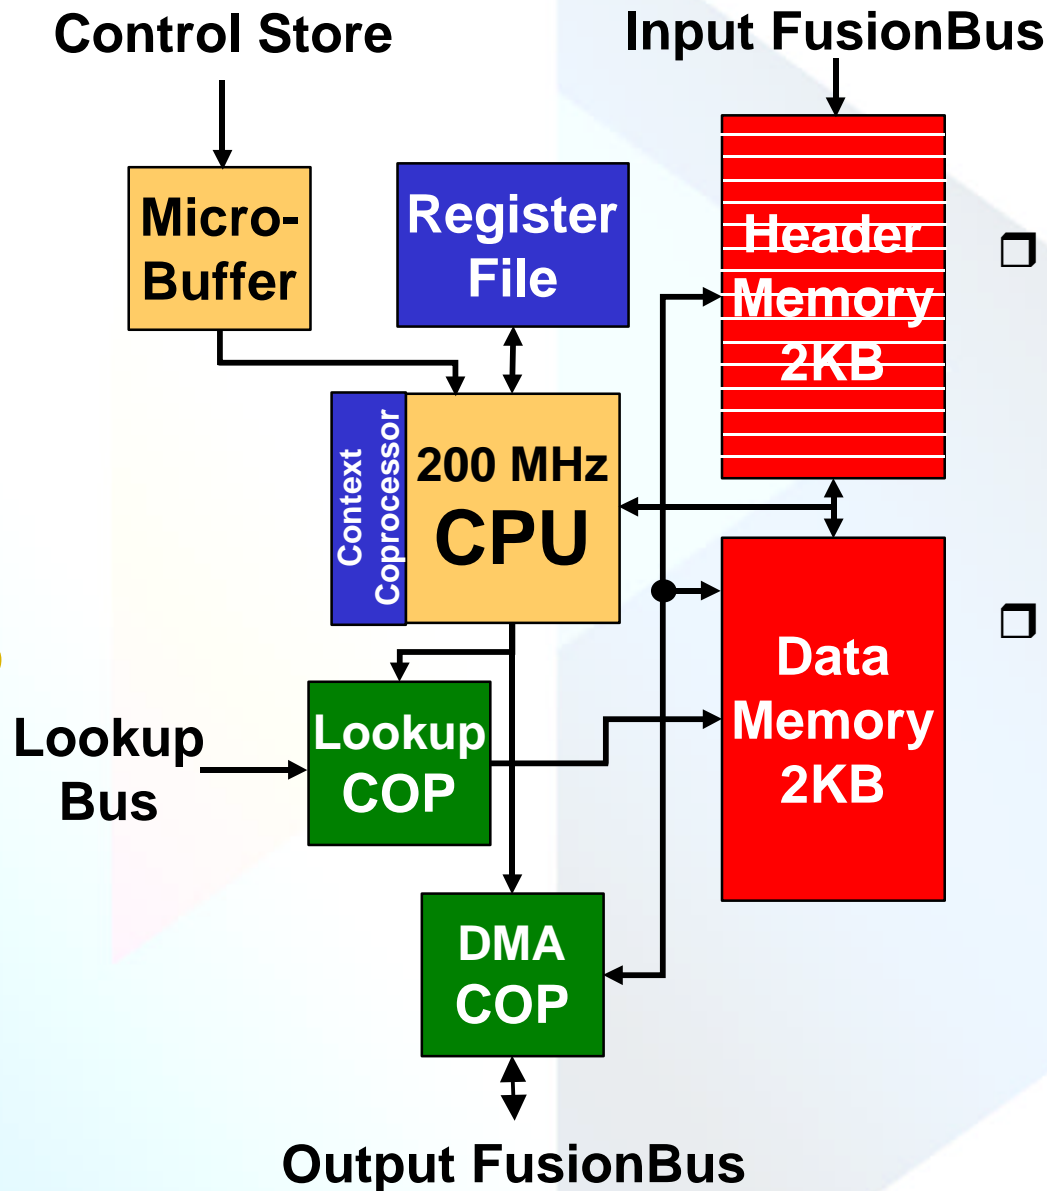 Control Store
Input FusionBus
Micro-
Buffer
Register
File
Header
Memory
2KB
Context
Coprocessor
200 MHz
CPU
Data
Memory
2KB
Lookup
Bus
Lookup
COP
DMA
COP
Output FusionBus